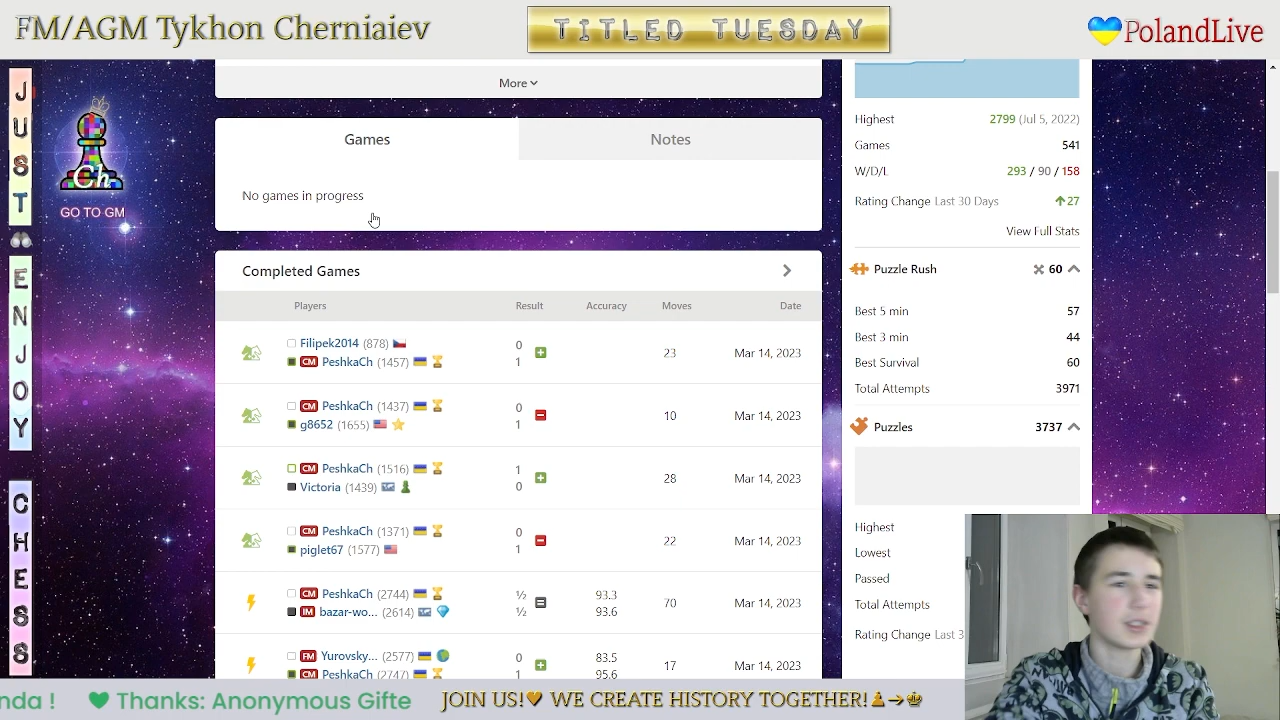 FM/AGM Tykhon Cherniaiev
TITLED TUESDAY
PolandLive
JUST
ENJOY
CHESS
Ch
GO TO GM
More
Games
Notes
No games in progress
Completed Games
Players Result Accuracy Moves Date
Filipek2014 (878) 0
CM PeshkaCh (1457) 1
23 Mar 14, 2023
CM PeshkaCh (1437) 0
g8652 (1655) 1
10 Mar 14, 2023
CM PeshkaCh (1516) 1
Victoria (1439) 0
28 Mar 14, 2023
CM PeshkaCh (1371) 0
piglet67 (1577) 1
22 Mar 14, 2023
CM PeshkaCh (2744) ½ 93.3
IM bazar-wo... (2614) ½ 93.6
70 Mar 14, 2023
FM Yurovsky... (2577) 0 83.5
CM PeshkaCh (2747) 1 95.6
17 Mar 14, 2023
Highest 2799 (Jul 5, 2022)
Games 541
W/D/L 293 / 90 / 158
Rating Change Last 30 Days 27
View Full Stats
Puzzle Rush 60
Best 5 min 57
Best 3 min 44
Best Survival 60
Total Attempts 3971
Puzzles 3737
Highest
Lowest
Passed
Total Attempts
Rating Change Last 3
nda ! Thanks: Anonymous Gifte
JOIN US! WE CREATE HISTORY TOGETHER!